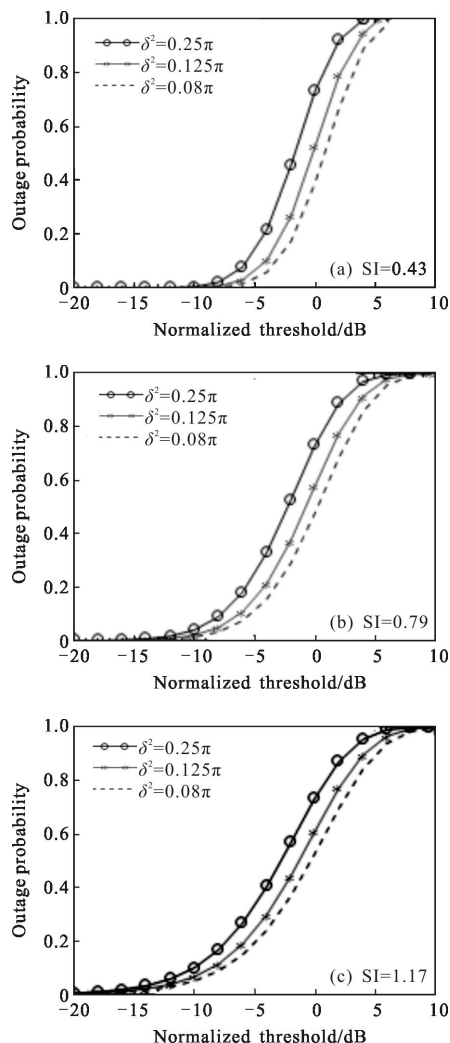 1.0
0.8
0.6
0.4
0.2
0
Outage probability
δ²=0.25π
δ²=0.125π
δ²=0.08π
(a) SI=0.43
−20 −15 −10 −5 0 5 10
Normalized threshold/dB
1.0
0.8
0.6
0.4
0.2
0
Outage probability
δ²=0.25π
δ²=0.125π
δ²=0.08π
(b) SI=0.79
−20 −15 −10 −5 0 5 10
Normalized threshold/dB
1.0
0.8
0.6
0.4
0.2
0
Outage probability
δ²=0.25π
δ²=0.125π
δ²=0.08π
(c) SI=1.17
−20 −15 −10 −5 0 5 10
Normalized threshold/dB